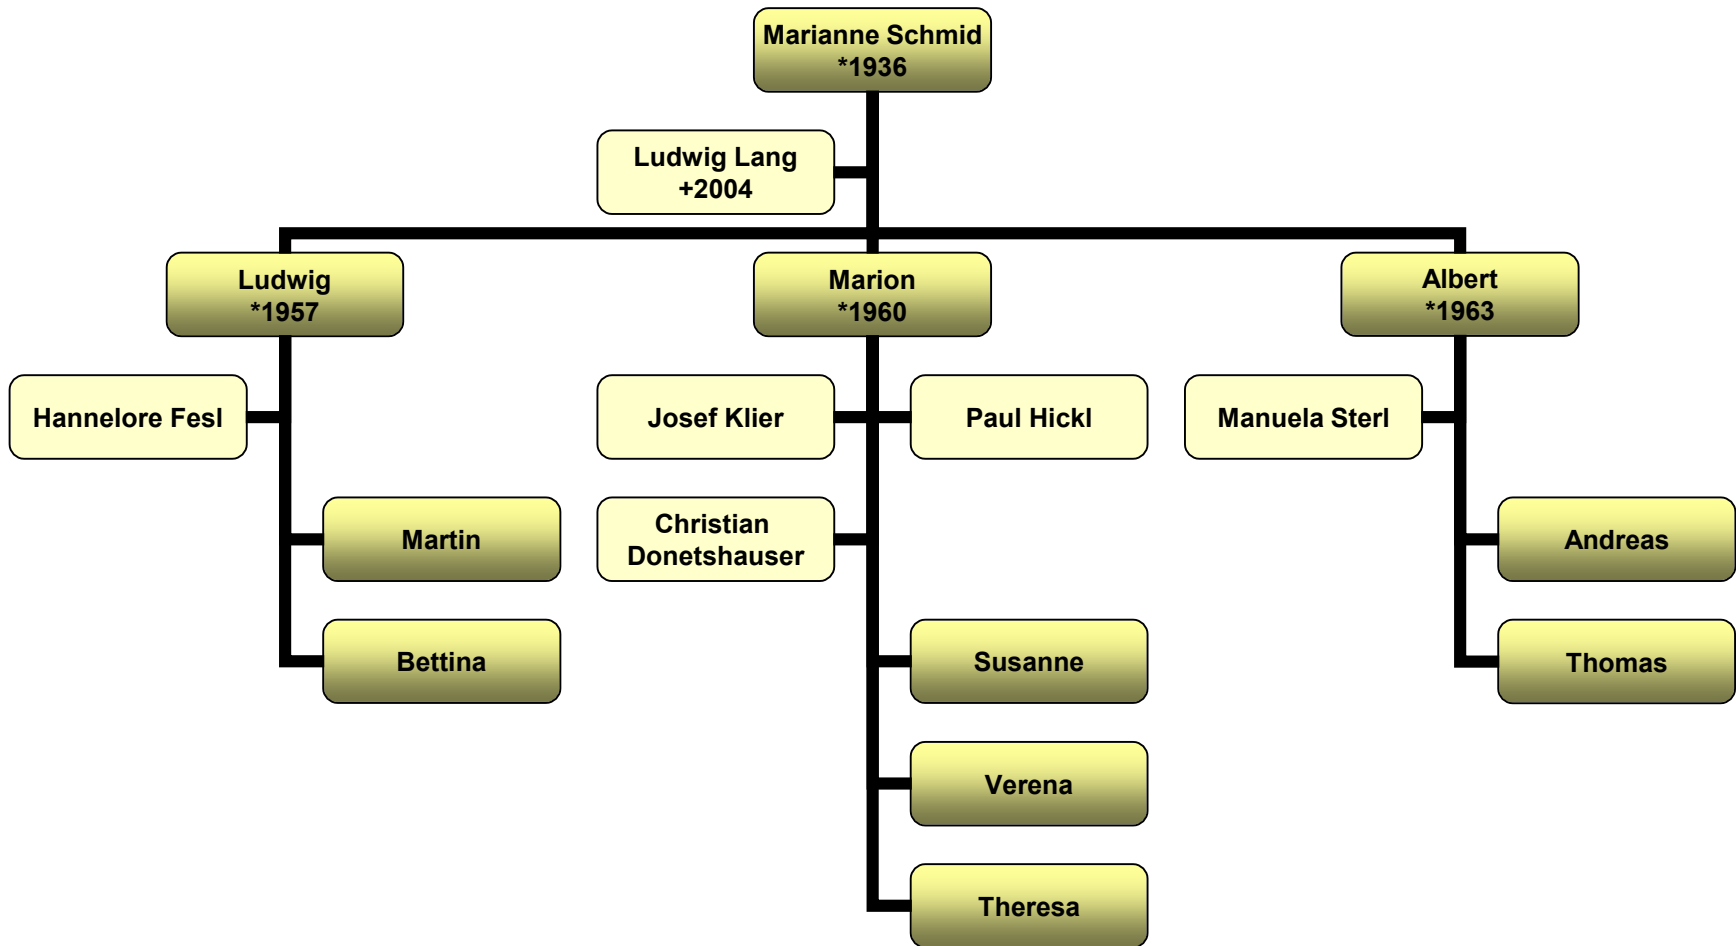 Marianne Schmid
*1936
Ludwig Lang
+2004
Ludwig
*1957
Marion
*1960
Albert
*1963
Hannelore Fesl
Josef Klier
Paul Hickl
Manuela Sterl
Martin
Christian
Donetshauser
Andreas
Bettina
Susanne
Thomas
Verena
Theresa